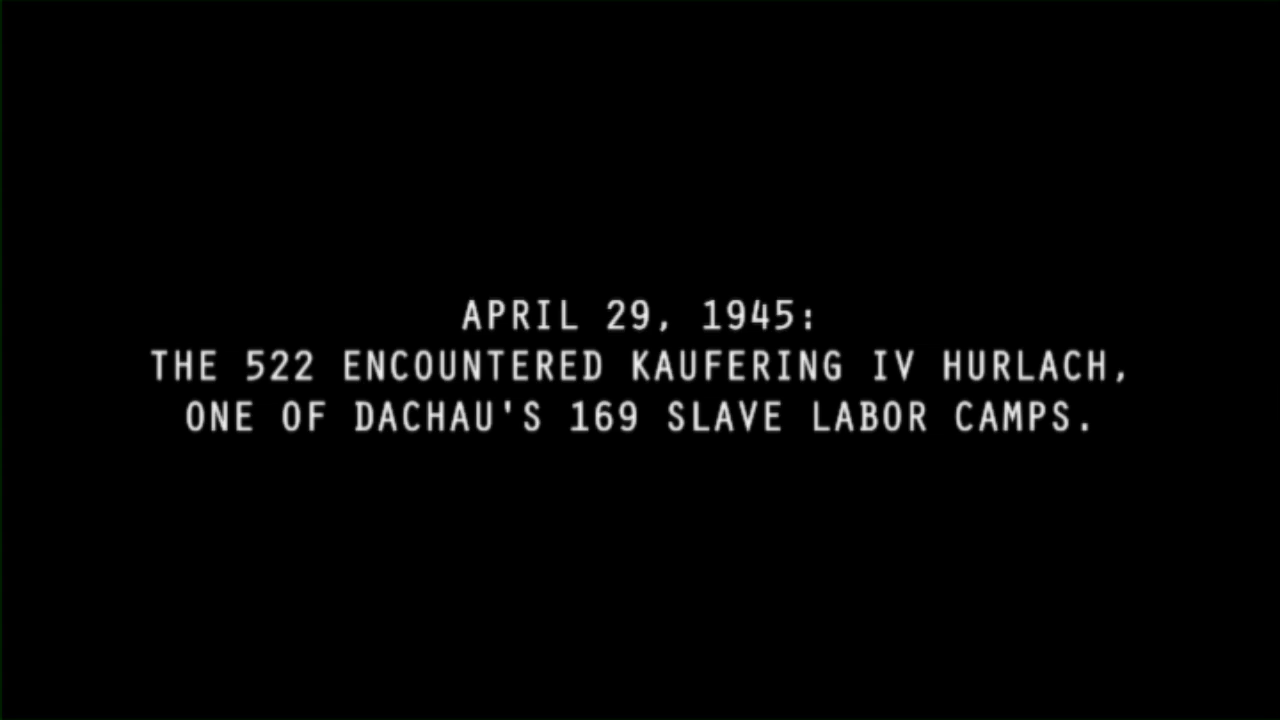 APRIL 29, 1945:
THE 522 ENCOUNTERED KAUFERING IV HURLACH,
ONE OF DACHAU'S 169 SLAVE LABOR CAMPS.